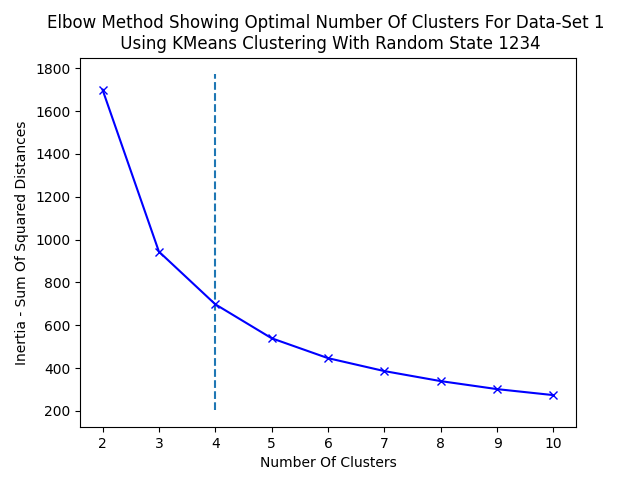 Elbow Method Showing Optimal Number Of Clusters For Data-Set 1
Using KMeans Clustering With Random State 1234
1800
1600
1400
1200
1000
800
600
400
200
Inertia - Sum Of Squared Distances
2 3 4 5 6 7 8 9 10
Number Of Clusters